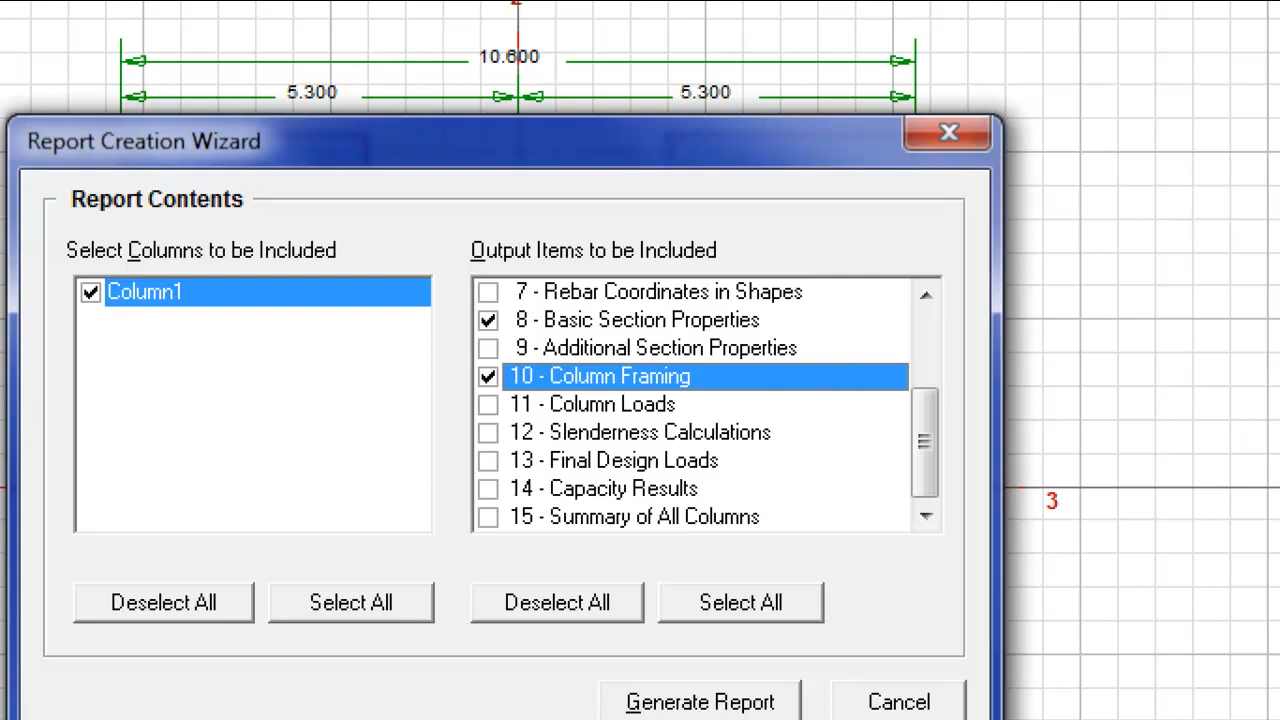 10.600
5.300 5.300
Report Creation Wizard
Report Contents
Select Columns to be Included
Output Items to be Included
Column1
7 - Rebar Coordinates in Shapes
8 - Basic Section Properties
9 - Additional Section Properties
10 - Column Framing
11 - Column Loads
12 - Slenderness Calculations
13 - Final Design Loads
14 - Capacity Results
15 - Summary of All Columns
3
Deselect All Select All Deselect All Select All
Generate Report Cancel